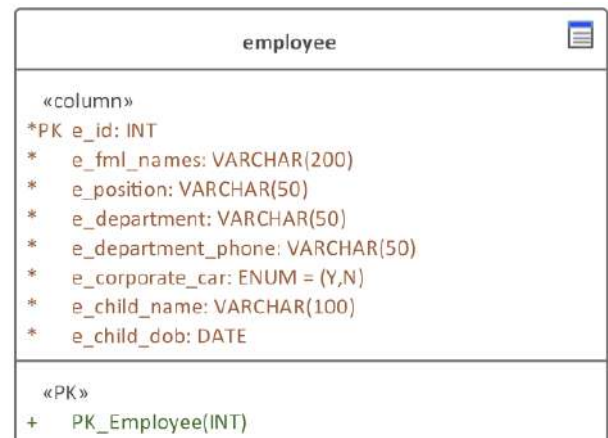 employee
«column»
*PK e_id: INT
* e_fml_names: VARCHAR(200)
* e_position: VARCHAR(50)
* e_department: VARCHAR(50)
* e_department_phone: VARCHAR(50)
* e_corporate_car: ENUM = (Y,N)
* e_child_name: VARCHAR(100)
* e_child_dob: DATE
«PK»
+ PK_Employee(INT)